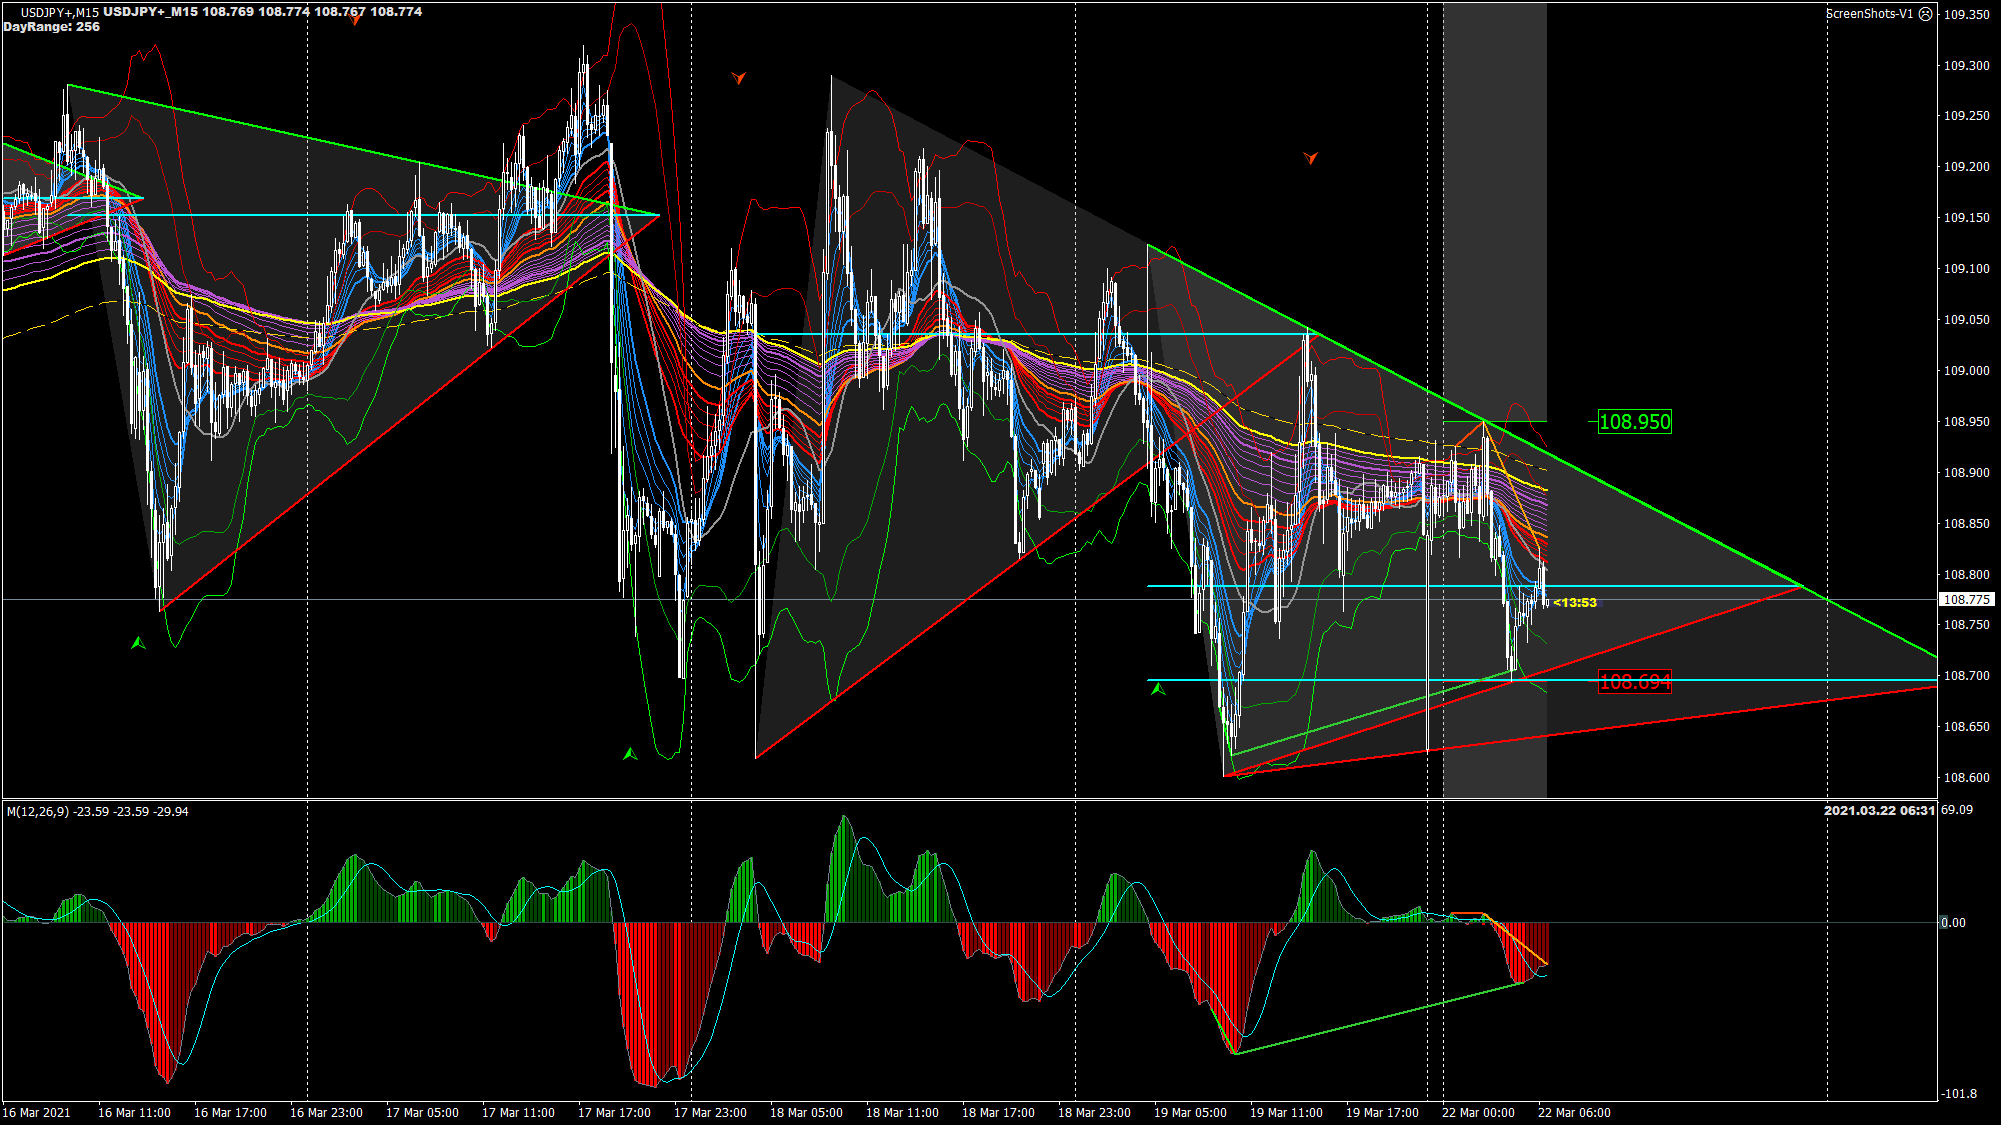 USDJPY+,M15 USDJPY+_M15 108.769 108.774 108.767 108.774
DayRange: 256
ScreenShots-V1
109.350
109.300
109.250
109.200
109.150
109.100
109.050
109.000
108.950
108.950
108.900
108.850
108.800
108.775
<13:53
108.750
108.700
108.694
108.650
108.600
M(12,26,9) -23.59 -23.59 -29.94
2021.03.22 06:31
69.09
0.00
-101.8
16 Mar 2021
16 Mar 11:00
16 Mar 17:00
16 Mar 23:00
17 Mar 05:00
17 Mar 11:00
17 Mar 17:00
17 Mar 23:00
18 Mar 05:00
18 Mar 11:00
18 Mar 17:00
18 Mar 23:00
19 Mar 05:00
19 Mar 11:00
19 Mar 17:00
22 Mar 00:00
22 Mar 06:00